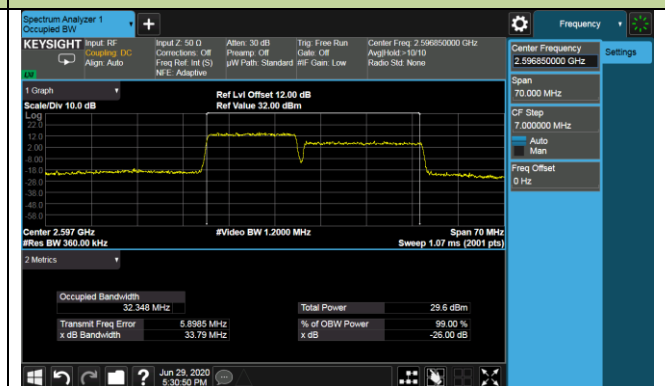 Spectrum Analyzer 1
Occupied BW
+
Frequency
KEYSIGHT
Input: RF
Coupling: DC
Align: Auto
Input Z: 50 Ω
Corrections: Off
Freq Ref: Int (S)
NFE: Adaptive
Atten: 30 dB
Preamp: Off
µW Path: Standard
Trig: Free Run
Gate: Off
#IF Gain: Low
Center Freq: 2.596850000 GHz
Avg|Hold:>10/10
Radio Std: None
Center Frequency
2.596850000 GHz
Settings
Span
70.000 MHz
CF Step
7.000000 MHz
Auto
Man
Freq Offset
0 Hz
1 Graph
Scale/Div 10.0 dB
Ref Lvl Offset 12.00 dB
Ref Value 32.00 dBm
Log
22.0
12.0
2.00
-8.00
-18.0
-28.0
-38.0
-48.0
-58.0
Center 2.597 GHz
#Video BW 1.2000 MHz
Span 70 MHz
#Res BW 360.00 kHz
Sweep 1.07 ms (2001 pts)
2 Metrics
Occupied Bandwidth
32.348 MHz
Total Power
29.6 dBm
Transmit Freq Error
5.8985 MHz
% of OBW Power
99.00 %
x dB Bandwidth
33.79 MHz
x dB
-26.00 dB
?
Jun 29, 2020
5:30:50 PM